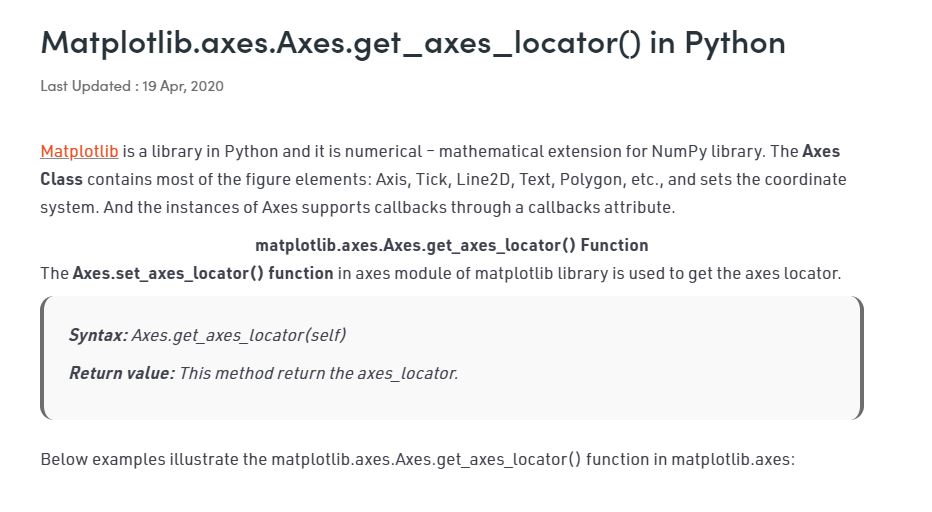 Matplotlib.axes.Axes.get_axes_locator() in Python
Last Updated : 19 Apr, 2020
Matplotlib is a library in Python and it is numerical – mathematical extension for NumPy library. The Axes
Class contains most of the figure elements: Axis, Tick, Line2D, Text, Polygon, etc., and sets the coordinate
system. And the instances of Axes supports callbacks through a callbacks attribute.
matplotlib.axes.Axes.get_axes_locator() Function
The Axes.set_axes_locator() function in axes module of matplotlib library is used to get the axes locator.
Syntax: Axes.get_axes_locator(self)
Return value: This method return the axes_locator.
Below examples illustrate the matplotlib.axes.Axes.get_axes_locator() function in matplotlib.axes: